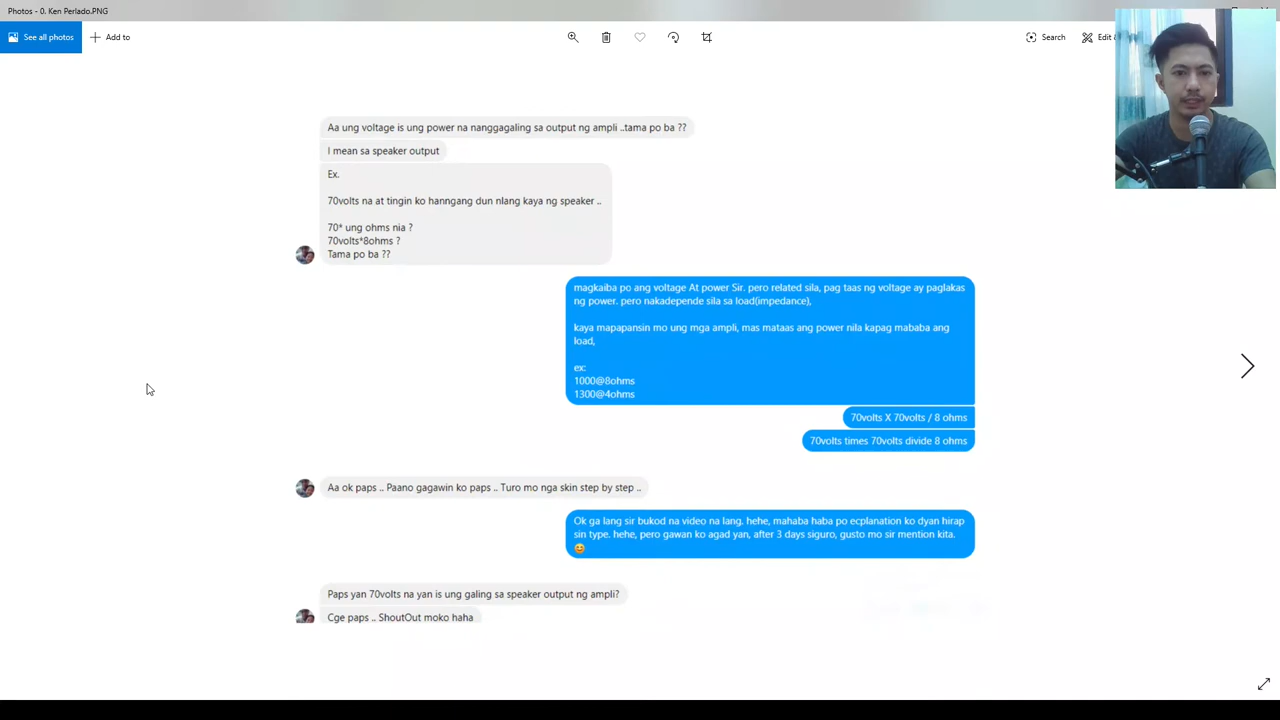 Photos - 0. Ken Perlado.PNG
See all photos
Add to
Search
Edit &
Aa ung voltage is ung power na nanggagaling sa output ng ampli ..tama po ba ??
I mean sa speaker output
Ex.
70volts na at tingin ko hanngang dun nlang kaya ng speaker ..
70* ung ohms nia ?
70volts*8ohms ?
Tama po ba ??
magkaiba po ang voltage At power Sir. pero related sila, pag taas ng voltage ay paglakas
ng power. pero nakadepende sila sa load(impedance),
kaya mapapansin mo ung mga ampli, mas mataas ang power nila kapag mababa ang
load,
ex:
1000@8ohms
1300@4ohms
70volts X 70volts / 8 ohms
70volts times 70volts divide 8 ohms
Aa ok paps .. Paano gagawin ko paps .. Turo mo nga skin step by step ..
Ok ga lang sir bukod na video na lang. hehe, mahaba haba po ecplanation ko dyan hirap
sin type. hehe, pero gawan ko agad yan, after 3 days siguro, gusto mo sir mention kita.
Paps yan 70volts na yan is ung galing sa speaker output ng ampli?
Cge paps .. ShoutOut moko haha